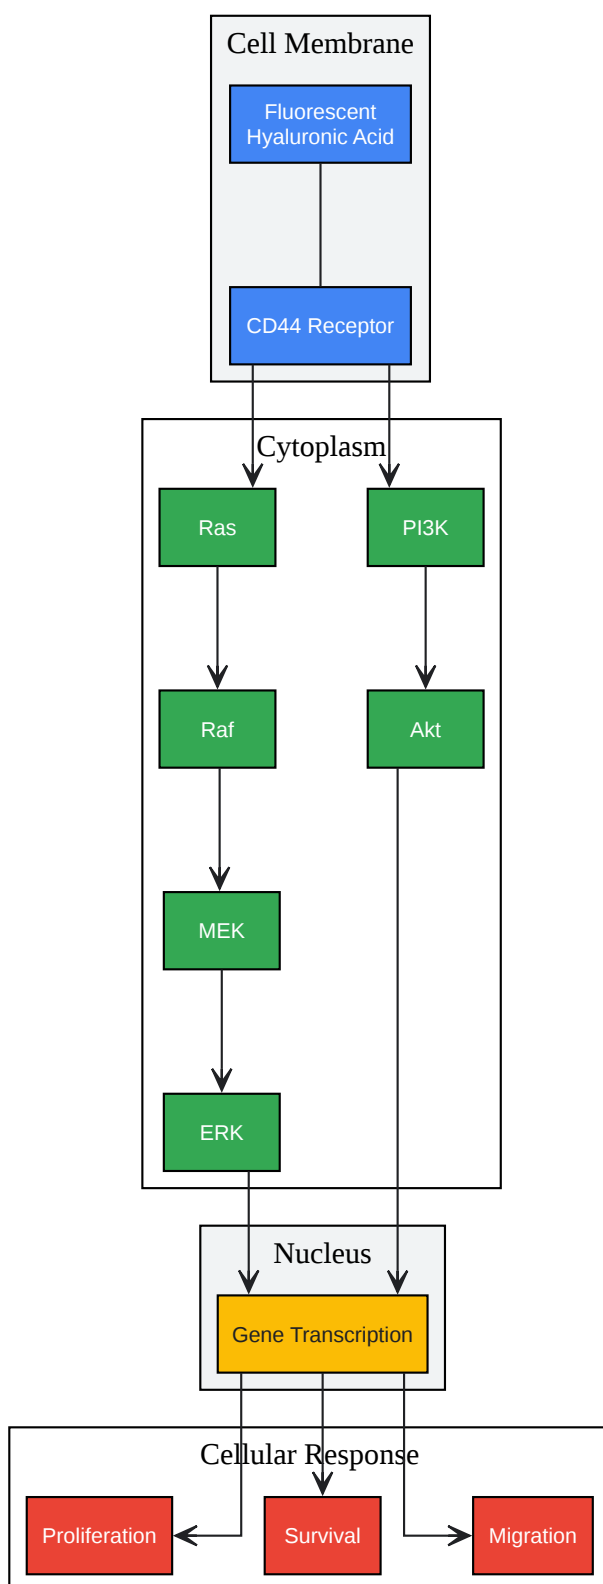 Cell Membrane
Fluorescent
Hyaluronic Acid
CD44 Receptor
Cytoplasm
Ras
PI3K
Raf
Akt
MEK
ERK
Nucleus
Gene Transcription
Cellular Response
Proliferation
Survival
Migration